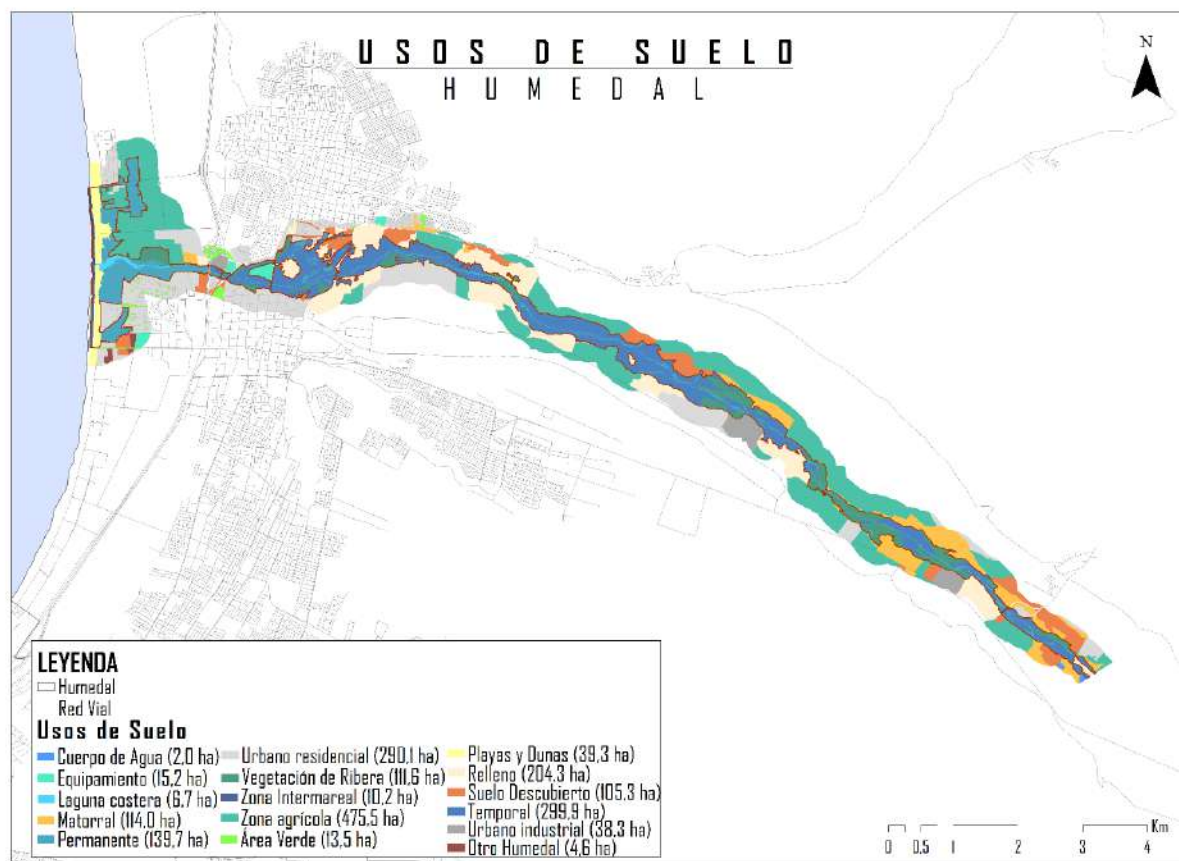 USOS DE SUELO
HUMEDAL
N
LEYENDA
Humedal
Red Vial
Usos de Suelo
Cuerpo de Agua (2,0 ha)
Equipamiento (15,2 ha)
Laguna costera (6,7 ha)
Matorral (114,0 ha)
Permanente (139,7 ha)
Urbano residencial (290,1 ha)
Vegetación de Ribera (111,6 ha)
Zona Intermareal (10,2 ha)
Zona agrícola (475,5 ha)
Área Verde (13,5 ha)
Playas y Dunas (39,3 ha)
Relleno (204,3 ha)
Suelo Descubierto (105,3 ha)
Temporal (299,9 ha)
Urbano industrial (38,3 ha)
Otro Humedal (4,6 ha)
Km
0 0,5 1 2 3 4